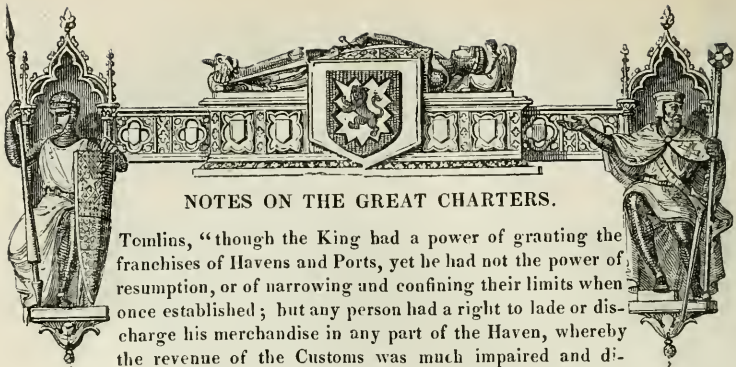 NOTES ON THE GREAT CHARTERS.
Tomlins, “though the King had a power of granting the
franchises of Havens and Ports, yet he had not the power of
resumption, or of narrowing and confining their limits when
once established; but any person had a right to lade or dis-
charge his merchandise in any part of the Haven, whereby
the revenue of the Customs was much impaired and di-